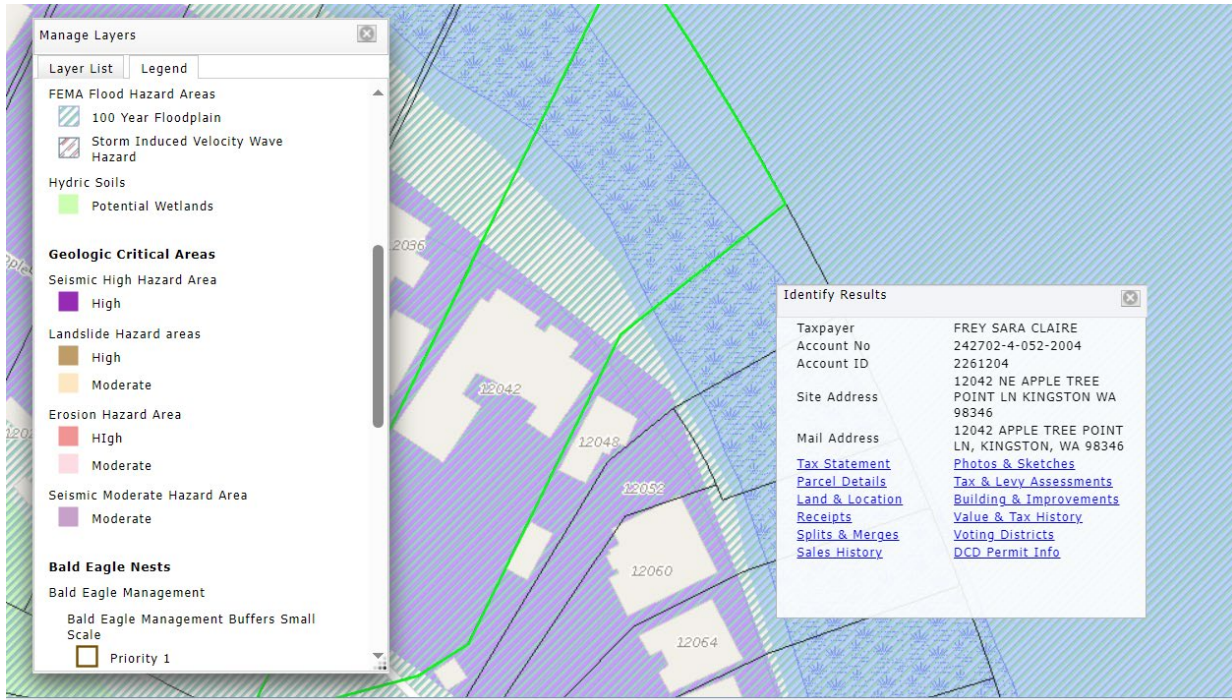 Manage Layers
Layer List
Legend
FEMA Flood Hazard Areas
100 Year Floodplain
Storm Induced Velocity Wave
Hazard
Hydric Soils
Potential Wetlands
Geologic Critical Areas
Seismic High Hazard Area
High
Landslide Hazard areas
High
Moderate
Erosion Hazard Area
HIgh
Moderate
Seismic Moderate Hazard Area
Moderate
Bald Eagle Nests
Bald Eagle Management
Bald Eagle Management Buffers Small
Scale
Priority 1
12036
12042
12048
12052
12060
12064
Identify Results
Taxpayer FREY SARA CLAIRE
Account No 242702-4-052-2004
Account ID 2261204
Site Address 12042 NE APPLE TREE
POINT LN KINGSTON WA
98346
Mail Address 12042 APPLE TREE POINT
LN, KINGSTON, WA 98346
Tax Statement Photos & Sketches
Parcel Details Tax & Levy Assessments
Land & Location Building & Improvements
Receipts Value & Tax History
Splits & Merges Voting Districts
Sales History DCD Permit Info